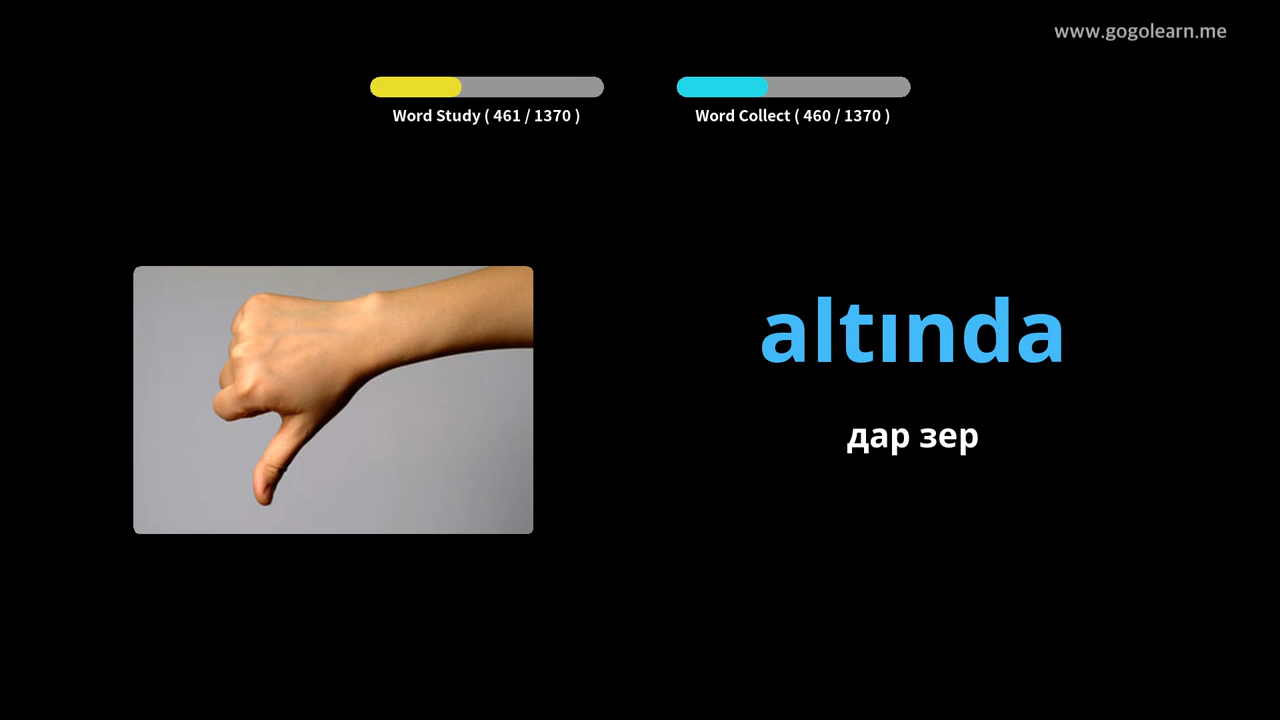 www.gogolearn.me
Word Study ( 461 / 1370 )
Word Collect ( 460 / 1370 )
altında
дар зер